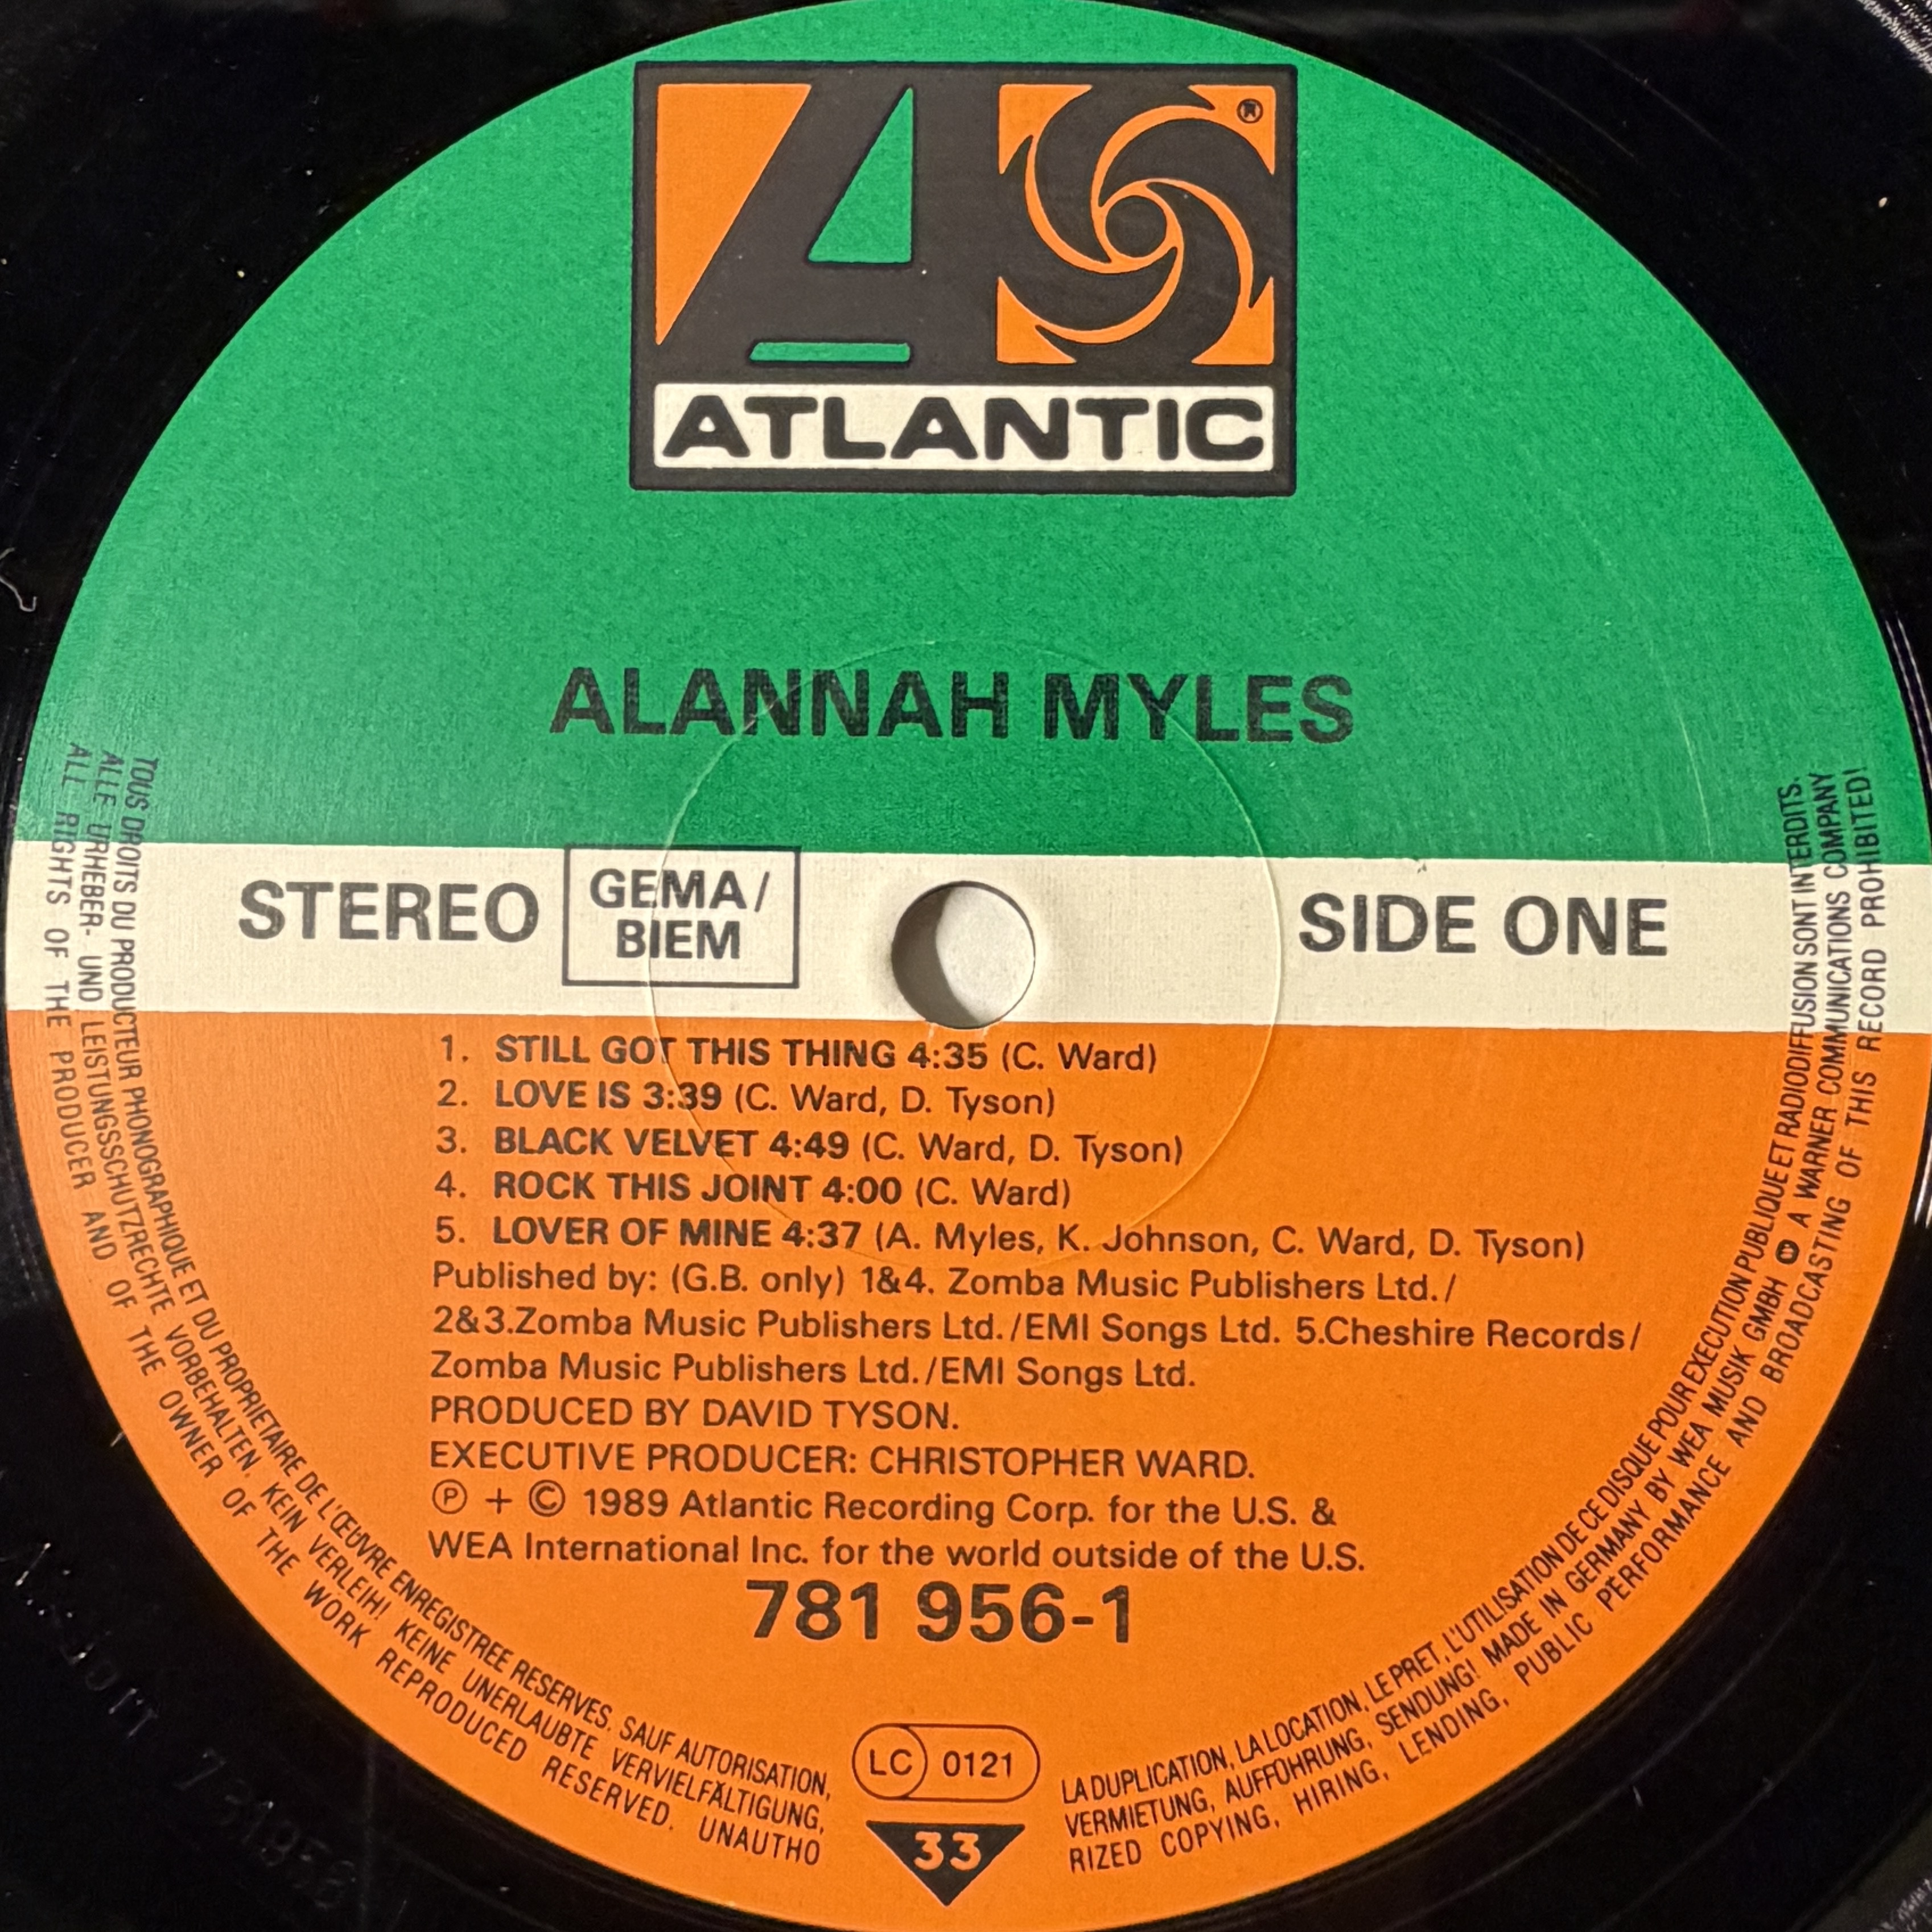 ®
ATLANTIC
ALANNAH MYLES
STEREO
GEMA/
BIEM
SIDE ONE
1. STILL GOT THIS THING 4:35 (C. Ward)
2. LOVE IS 3:39 (C. Ward, D. Tyson)
3. BLACK VELVET 4:49 (C. Ward, D. Tyson)
4. ROCK THIS JOINT 4:00 (C. Ward)
5. LOVER OF MINE 4:37 (A. Myles, K. Johnson, C. Ward, D. Tyson)
Published by: (G.B. only) 1&4. Zomba Music Publishers Ltd./
2&3.Zomba Music Publishers Ltd./EMI Songs Ltd. 5.Cheshire Records/
Zomba Music Publishers Ltd./EMI Songs Ltd.
PRODUCED BY DAVID TYSON.
EXECUTIVE PRODUCER: CHRISTOPHER WARD.
℗ + © 1989 Atlantic Recording Corp. for the U.S. &
WEA International Inc. for the world outside of the U.S.
781 956-1
LC 0121
33
TOUS DROITS DU PRODUCTEUR PHONOGRAPHIQUE ET DU PROPRIETAIRE DE L'ŒUVRE ENREGISTREE RESERVES. SAUF AUTORISATION,
LA DUPLICATION, LA LOCATION, LE PRET, L'UTILISATION DE CE DISQUE POUR EXECUTION PUBLIQUE ET RADIODIFFUSION SONT INTERDITS.
ALLE URHEBER- UND LEISTUNGSSCHUTZRECHTE VORBEHALTEN. KEIN VERLEIH! KEINE UNERLAUBTE VERVIELFÄLTIGUNG,
VERMIETUNG, AUFFÜHRUNG, SENDUNG! MADE IN GERMANY BY WEA MUSIK GMBH A WARNER COMMUNICATIONS COMPANY
ALL RIGHTS OF THE PRODUCER AND OF THE OWNER OF THE WORK REPRODUCED RESERVED. UNAUTHO
RIZED COPYING, HIRING, LENDING, PUBLIC PERFORMANCE AND BROADCASTING OF THIS RECORD PROHIBITED!